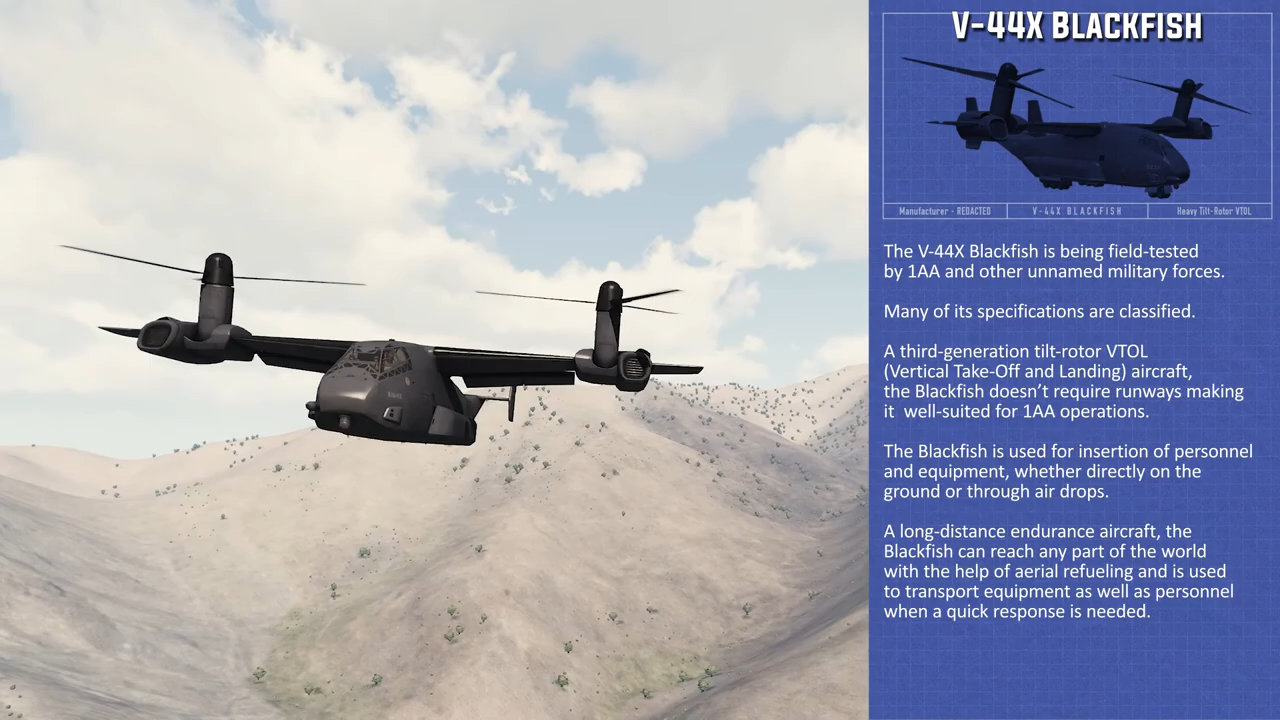 V-44X BLACKFISH
Manufacturer - REDACTED
V-44X BLACKFISH
Heavy Tilt-Rotor VTOL
The V-44X Blackfish is being field-tested
by 1AA and other unnamed military forces.
Many of its specifications are classified.
A third-generation tilt-rotor VTOL
(Vertical Take-Off and Landing) aircraft,
the Blackfish doesn't require runways making
it  well-suited for 1AA operations.
The Blackfish is used for insertion of personnel
and equipment, whether directly on the
ground or through air drops.
A long-distance endurance aircraft, the
Blackfish can reach any part of the world
with the help of aerial refueling and is used
to transport equipment as well as personnel
when a quick response is needed.